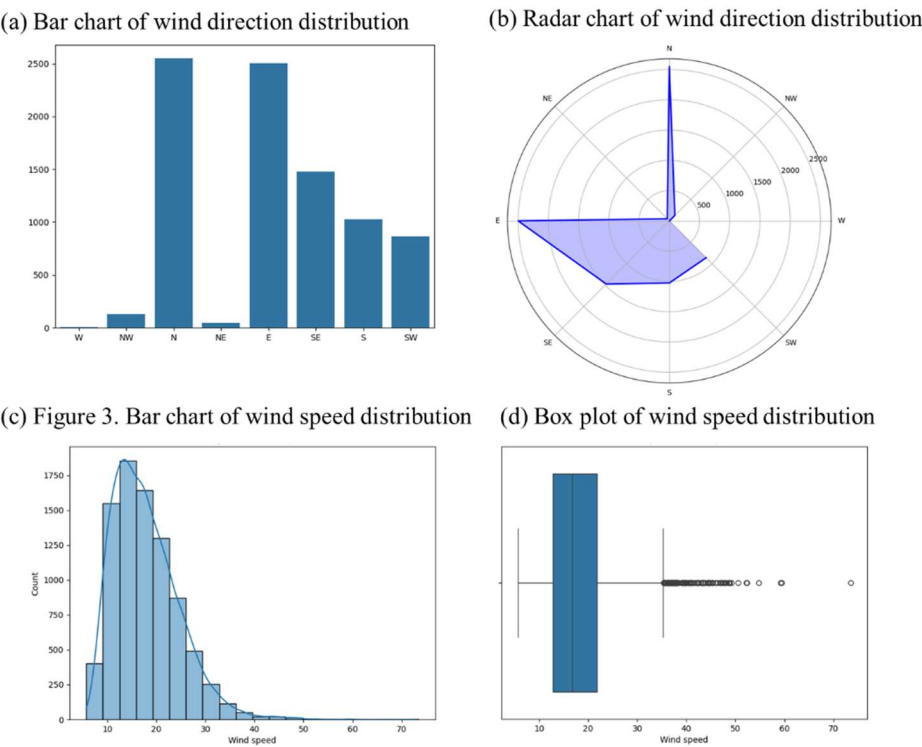 (a) Bar chart of wind direction distribution
2500
2000
1500
1000
500
0
W NW N NE E SE S SW
(b) Radar chart of wind direction distribution
N
NE NW
2500
2000
1500
1000
500
E W
SE SW
S
(c) Figure 3. Bar chart of wind speed distribution
1750
1500
1250
1000
750
500
250
0
Count
10 20 30 40 50 60 70
Wind speed
(d) Box plot of wind speed distribution
10 20 30 40 50 60 70
Wind speed